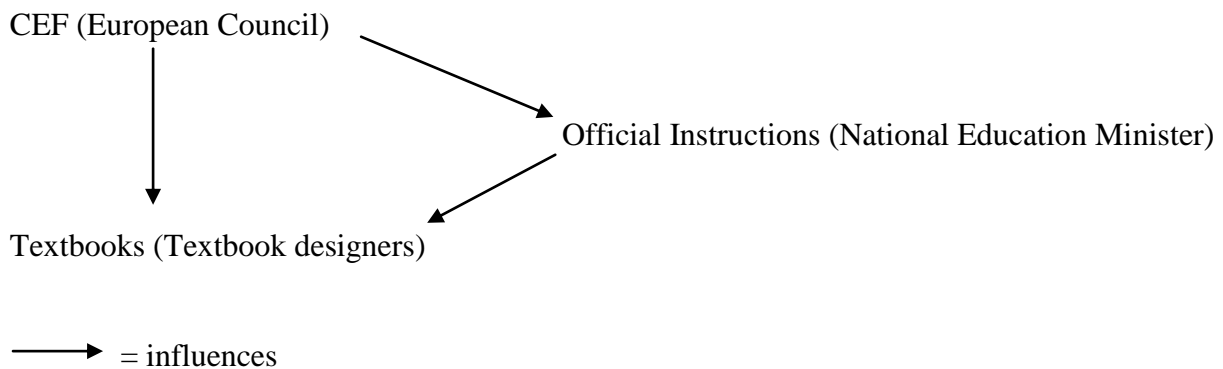 CEF (European Council)
Official Instructions (National Education Minister)
Textbooks (Textbook designers)
= influences